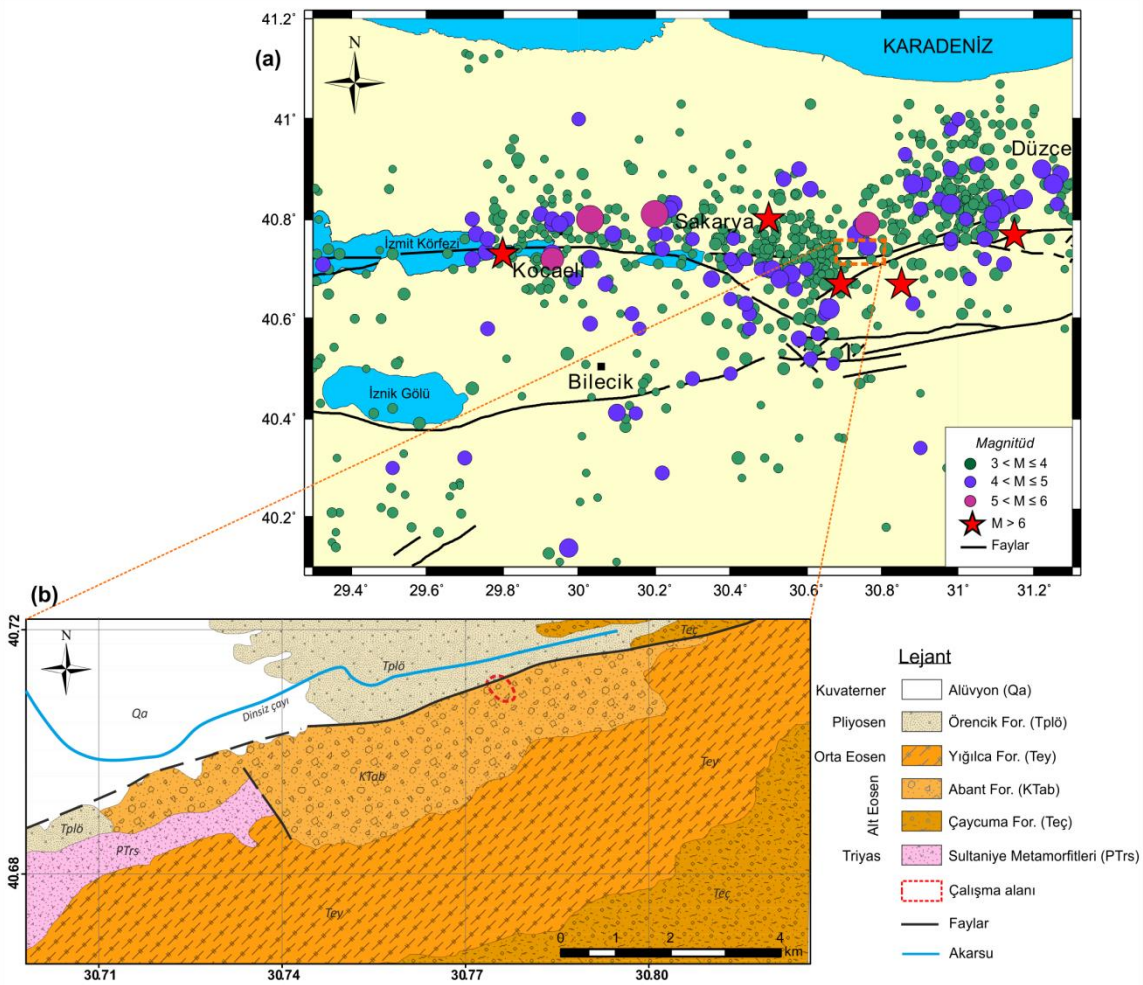 (a)
N
KARADENİZ
Düzce
Sakarya
İzmit Körfezi
Kocaeli
Bilecik
İznik Gölü
41.2°
41°
40.8°
40.6°
40.4°
40.2°
29.4°
29.6°
29.8°
30°
30.2°
30.4°
30.6°
30.8°
31°
31.2°
Magnitüd
3 < M ≤ 4
4 < M ≤ 5
5 < M ≤ 6
M > 6
Faylar
(b)
N
40.72
40.68
Teç
Tplö
Qa
Dinsiz çayı
KTab
Tey
Tplö
PTrs
Tey
Teç
0
2
4
km
30.71
30.74
30.77
30.80
Lejant
Kuvaterner
Alüvyon (Qa)
Pliyosen
Örencik For. (Tplö)
Orta Eosen
Yığılca For. (Tey)
Alt Eosen
Abant For. (KTab)
Çaycuma For. (Teç)
Triyas
Sultaniye Metamorfitleri (PTrs)
Çalışma alanı
Faylar
Akarsu